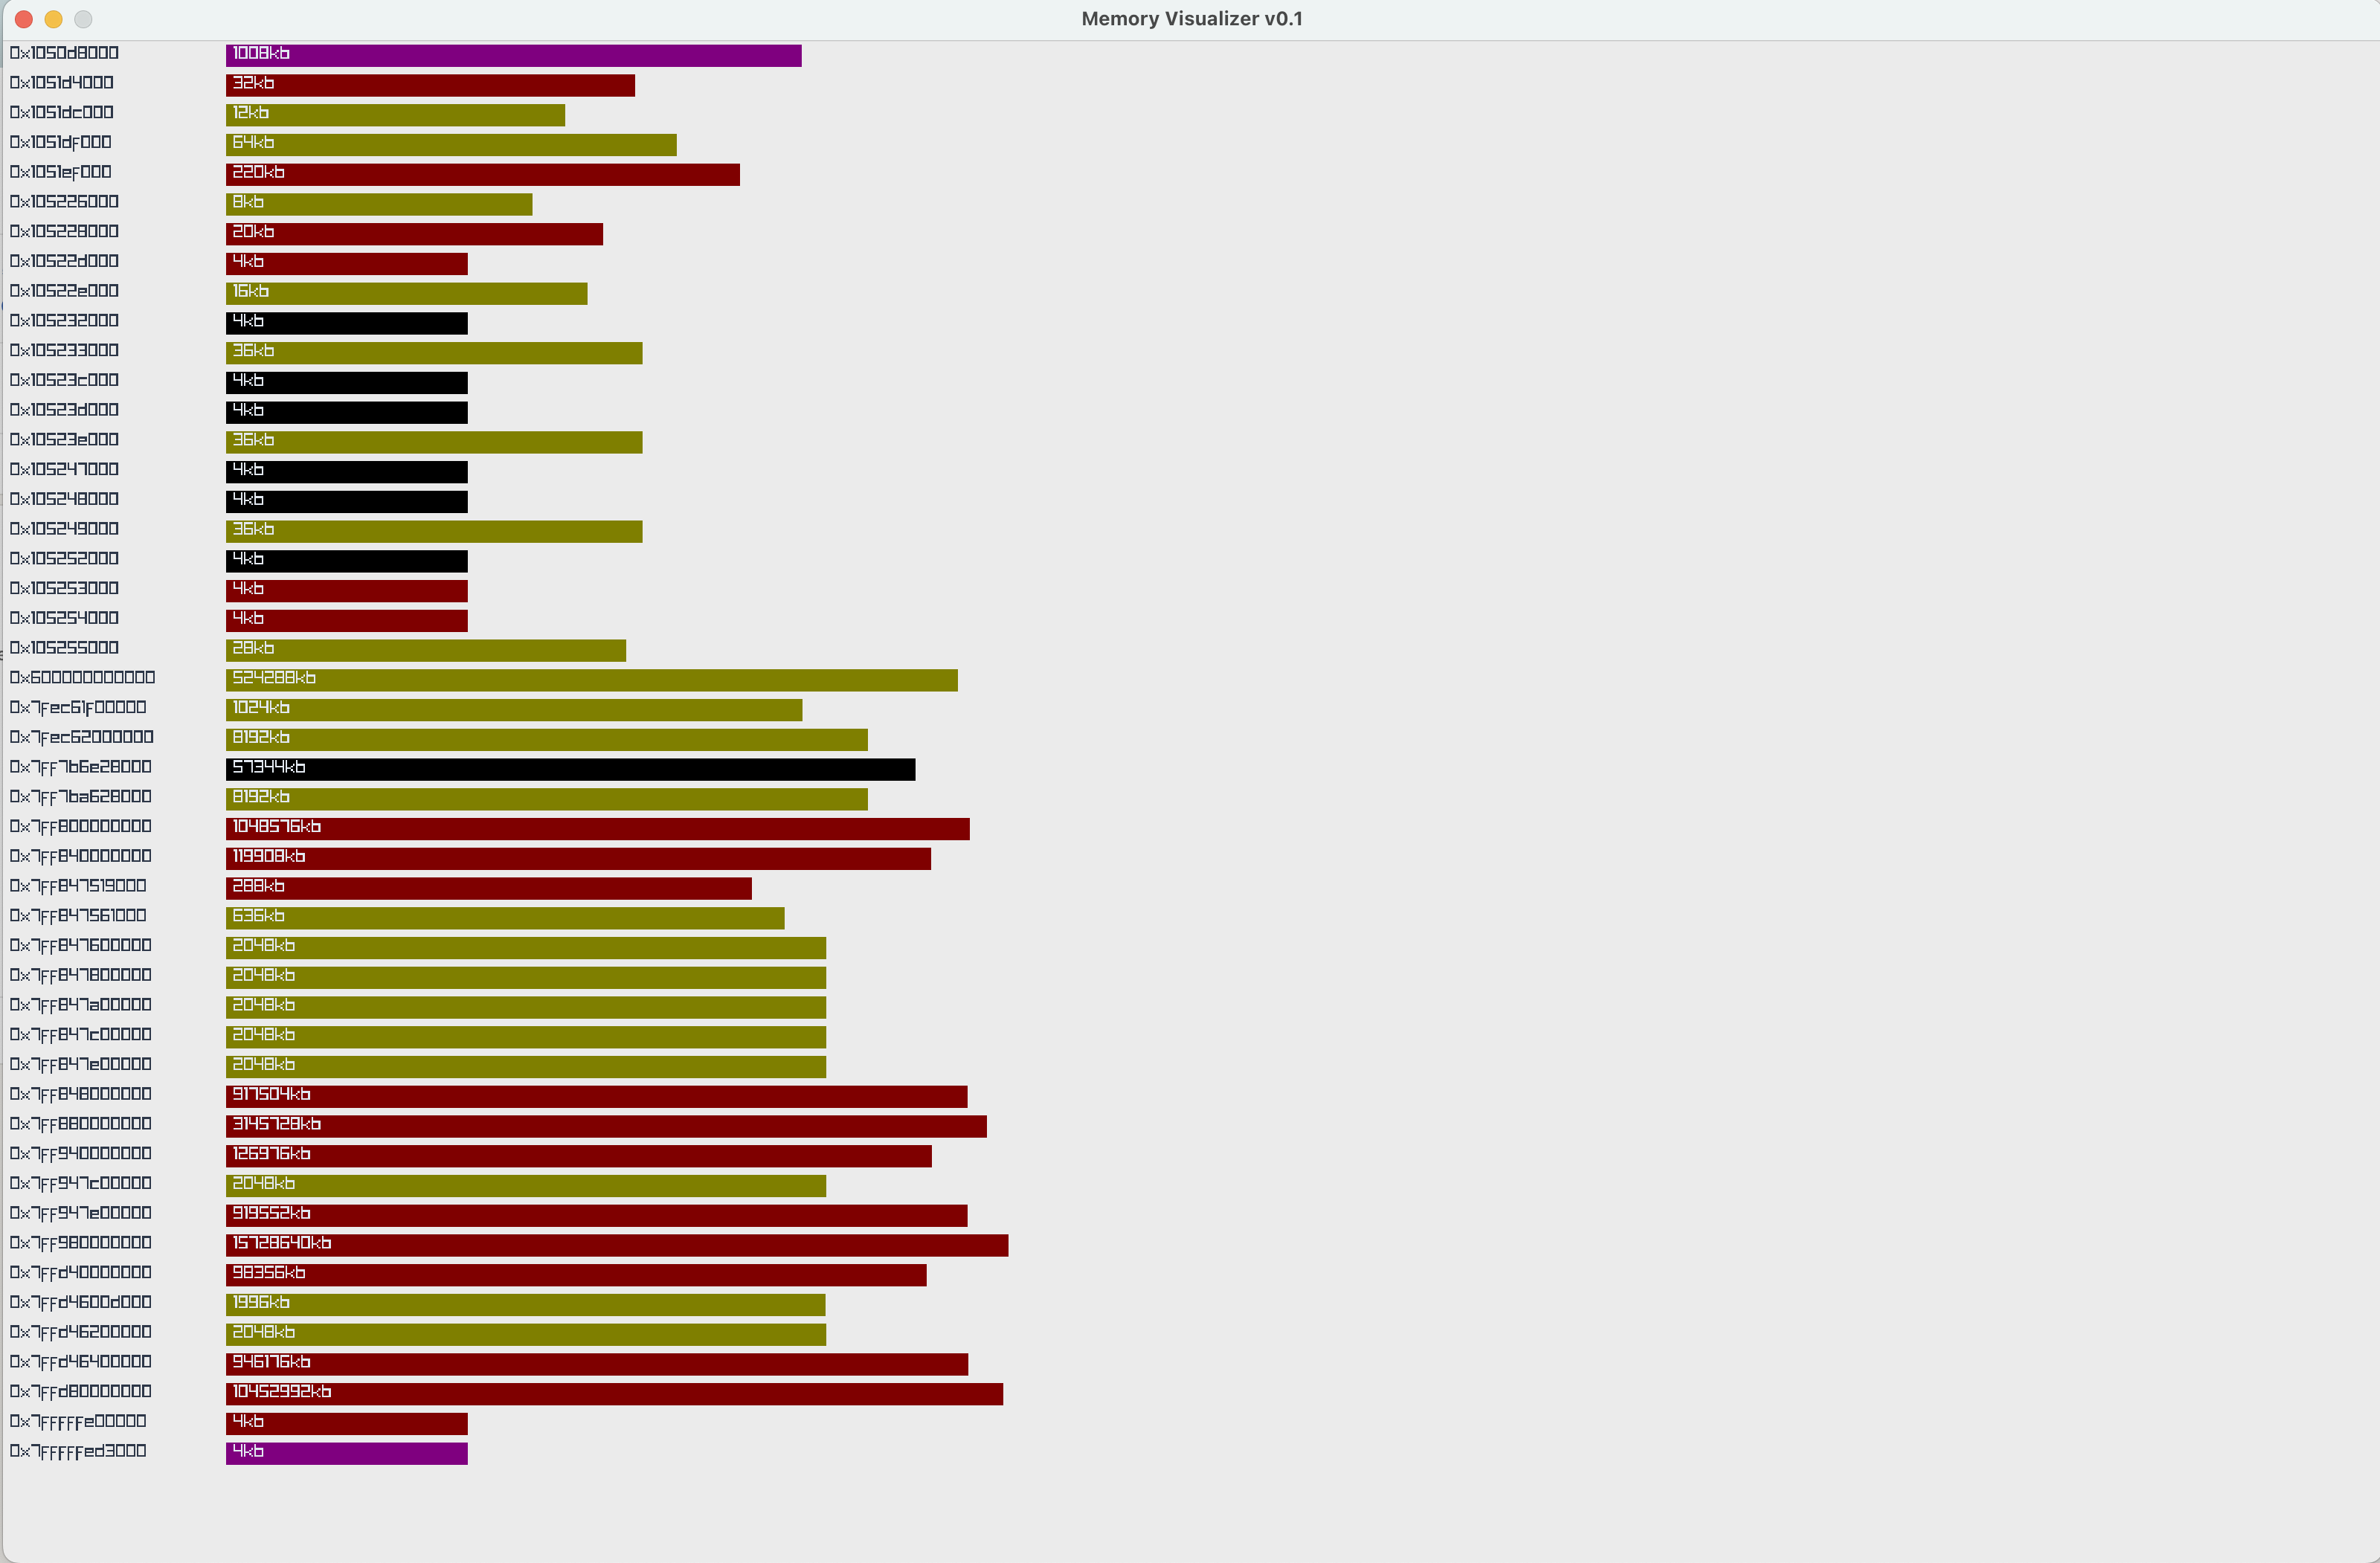 Memory Visualizer v0.1
0x1050d8000 1008kb
0x1051d4000 32kb
0x1051dc000 12kb
0x1051df000 64kb
0x1051ef000 220kb
0x105226000 8kb
0x105228000 20kb
0x10522d000 4kb
0x10522e000 16kb
0x105232000 4kb
0x105233000 36kb
0x10523c000 4kb
0x10523d000 4kb
0x10523e000 36kb
0x105247000 4kb
0x105248000 4kb
0x105249000 36kb
0x105252000 4kb
0x105253000 4kb
0x105254000 4kb
0x105255000 28kb
0x600000000000 524288kb
0x7fec61f00000 1024kb
0x7fec62000000 8192kb
0x7ff7b6e28000 57344kb
0x7ff7ba628000 8192kb
0x7ff800000000 1048576kb
0x7ff840000000 119908kb
0x7ff847519000 288kb
0x7ff847561000 636kb
0x7ff847600000 2048kb
0x7ff847800000 2048kb
0x7ff847a00000 2048kb
0x7ff847c00000 2048kb
0x7ff847e00000 2048kb
0x7ff848000000 917504kb
0x7ff880000000 3145728kb
0x7ff940000000 126976kb
0x7ff947c00000 2048kb
0x7ff947e00000 919552kb
0x7ff980000000 15728640kb
0x7ffd40000000 98356kb
0x7ffd4600d000 1996kb
0x7ffd46200000 2048kb
0x7ffd46400000 946176kb
0x7ffd80000000 10452992kb
0x7fffffe00000 4kb
0x7fffffed3000 4kb